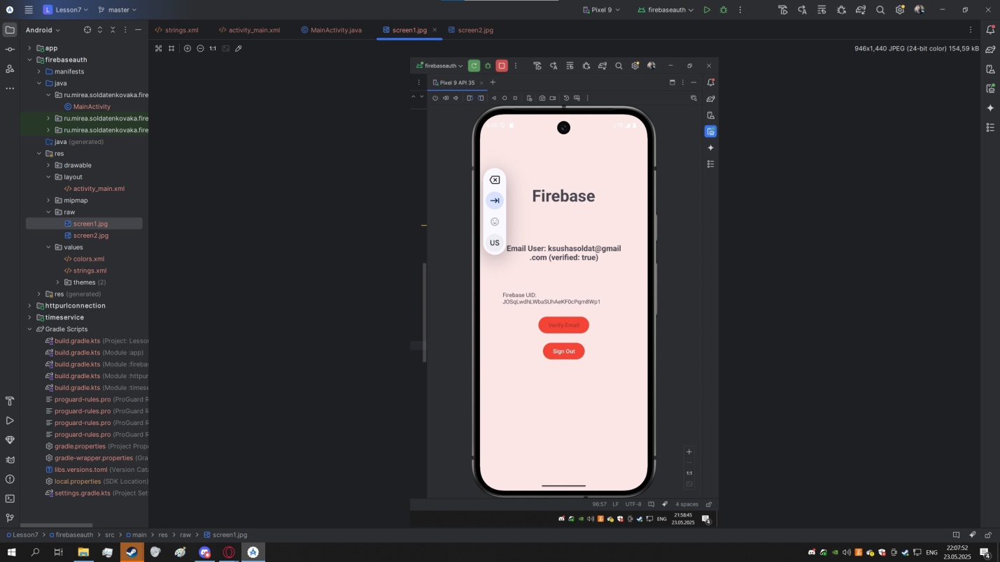 L Lesson7
master
Pixel 9
firebaseauth
Android
strings.xml
activity_main.xml
MainActivity.java
screen1.jpg
screen2.jpg
1:1
946x1,440 JPEG (24-bit color) 154,59 kB
app
firebaseauth
manifests
java
ru.mirea.soldatenkovaka.fire
MainActivity
ru.mirea.soldatenkovaka.fire
ru.mirea.soldatenkovaka.fire
java (generated)
res
drawable
layout
activity_main.xml
mipmap
raw
screen1.jpg
screen2.jpg
values
colors.xml
strings.xml
themes (2)
res (generated)
httpurlconnection
timeservice
Gradle Scripts
build.gradle.kts (Project: Lesso
build.gradle.kts (Module :app)
build.gradle.kts (Module :fireba
build.gradle.kts (Module :httpur
build.gradle.kts (Module :timese
proguard-rules.pro (ProGuard R
proguard-rules.pro (ProGuard R
proguard-rules.pro (ProGuard R
proguard-rules.pro (ProGuard R
gradle.properties (Project Prop
gradle-wrapper.properties (Gra
libs.versions.toml (Version Cata
local.properties (SDK Location)
settings.gradle.kts (Project Set
firebaseauth
Pixel 9 API 35
LTE
Firebase
US
Email User: ksushasoldat@gmail
.com (verified: true)
Firebase UID:
JOSqLwdhLWbaSUhAeKF0cPqm8Wp1
Verify Email
Sign Out
1:1
96:57 LF UTF-8 4 spaces
ENG
21:58:45
23.05.2025
4
Lesson7 > firebaseauth > src > main > res > raw > screen1.jpg
ENG
22:07:52
23.05.2025
4